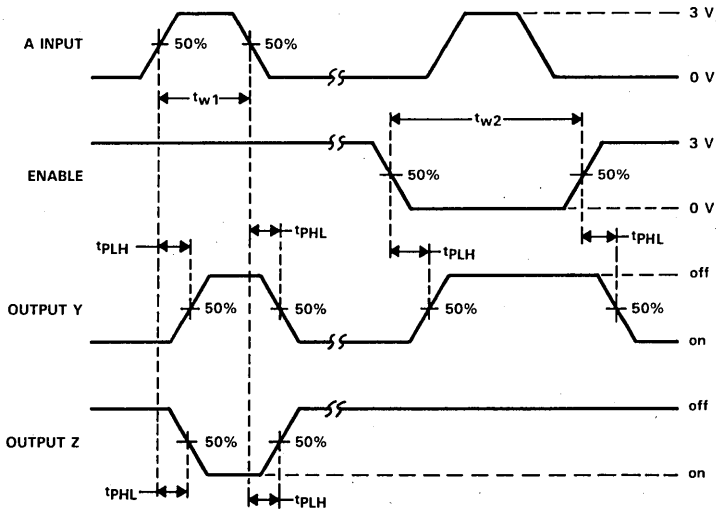 3 V
A INPUT
50%
50%
0 V
tw1
tw2
3 V
ENABLE
50%
50%
0 V
tPLH
tPHL
tPLH
tPHL
off
OUTPUT Y
50%
50%
50%
50%
on
off
OUTPUT Z
50%
50%
on
tPHL
tPLH